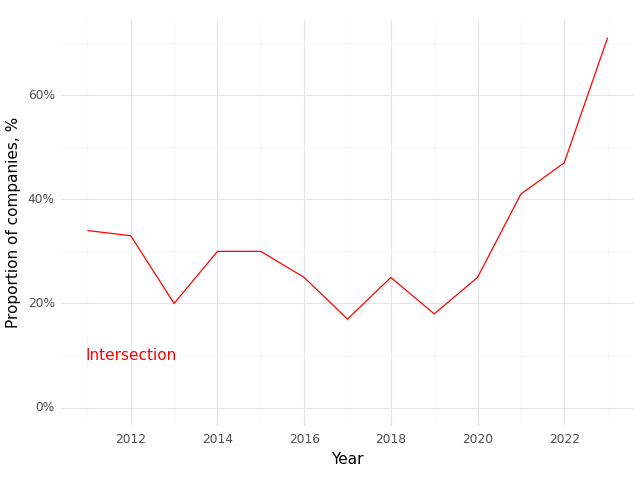 Proportion of companies, %
60%
40%
20%
0%
Intersection
2012 2014 2016 2018 2020 2022
Year